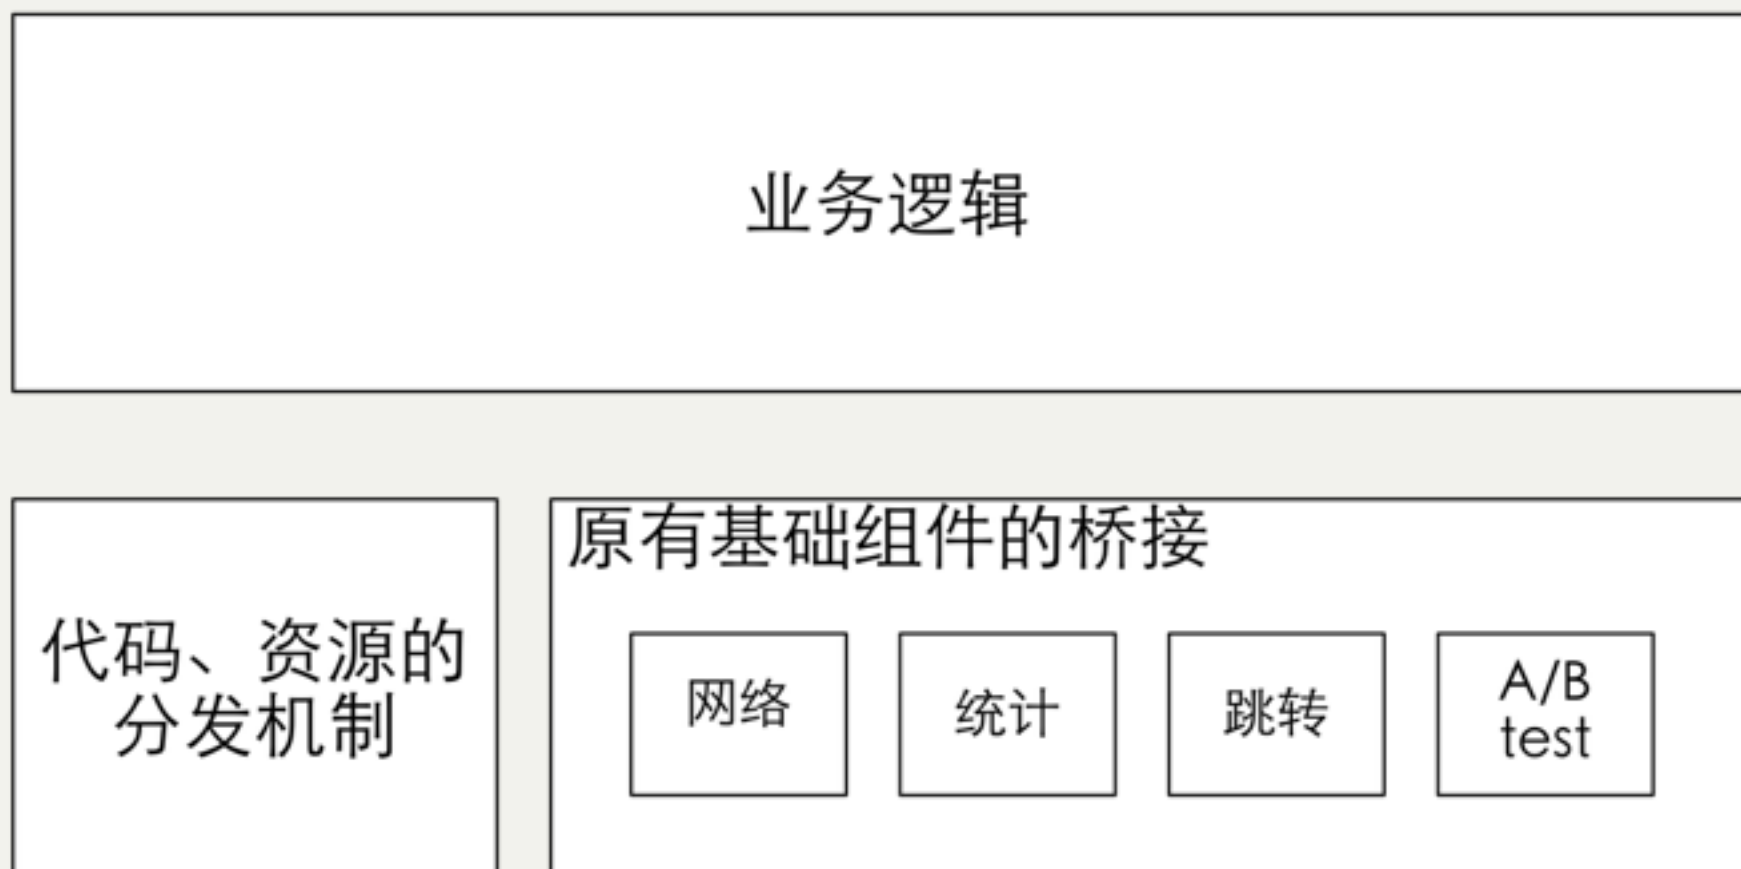 业务逻辑
代码、资源的
分发机制
原有基础组件的桥接
网络
统计
跳转
A/B
test